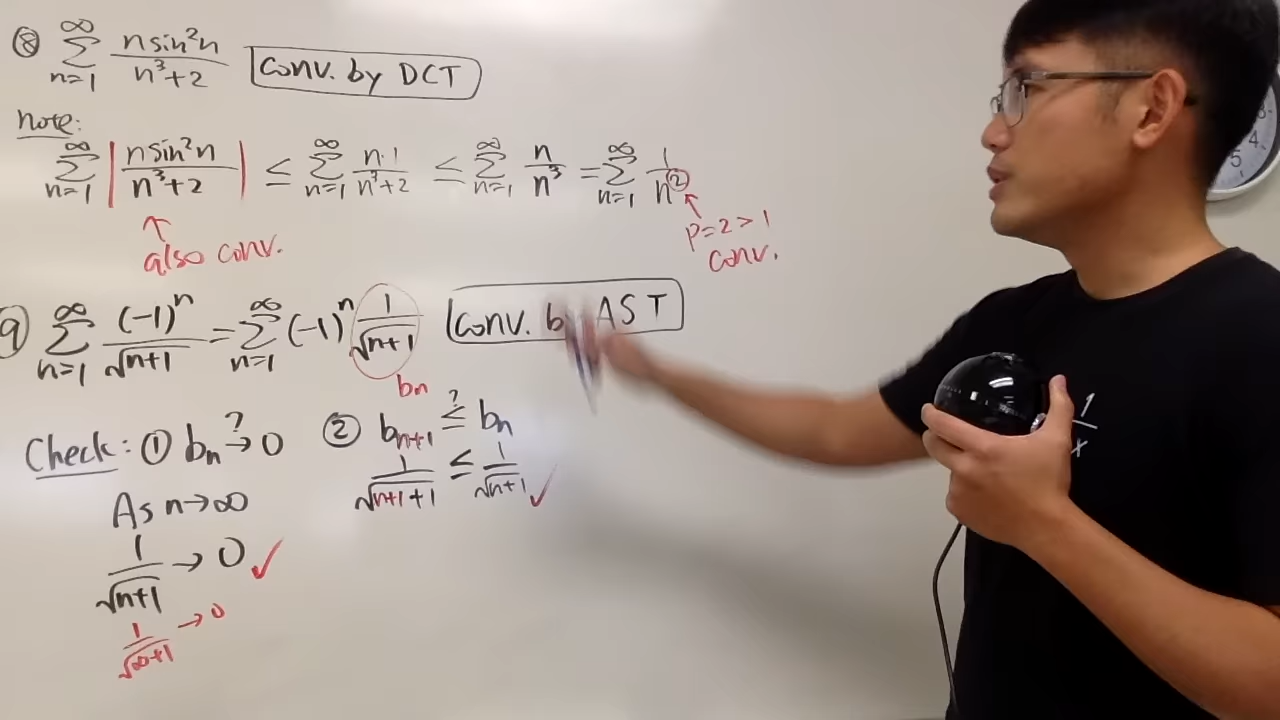 ⑧ ∞ Σ n=1 n sin²n / n³+2 conv. by DCT
Note:
∞ Σ n=1 | n sin²n / n³+2 | ≤ ∞ Σ n=1 n·1 / n³+2 ≤ ∞ Σ n=1 n / n³ = ∞ Σ n=1 1 / n²
↑ also conv.
↖ p=2>1 conv.
⑨ ∞ Σ n=1 (-1)ⁿ / √n+1 = ∞ Σ n=1 (-1)ⁿ 1 / √n+1 conv. b AST
bn
Check: ① bn →? 0 ② bn+1 ≤? bn
As n→∞ 1 / √n+1+1 ≤ 1 / √n+1 ✓
1 / √n+1 → 0 ✓
1 / √∞+1 → 0
1 / x
5 4